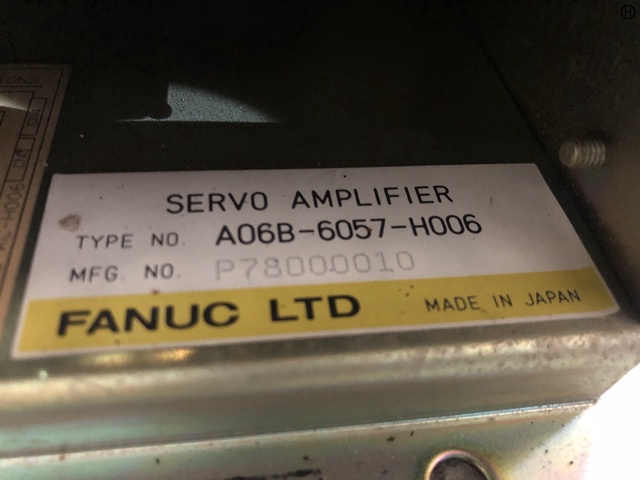 SERVO AMPLIFIER
TYPE NO. A06B-6057-H006
MFG. NO. P78000010
FANUC LTD MADE IN JAPAN